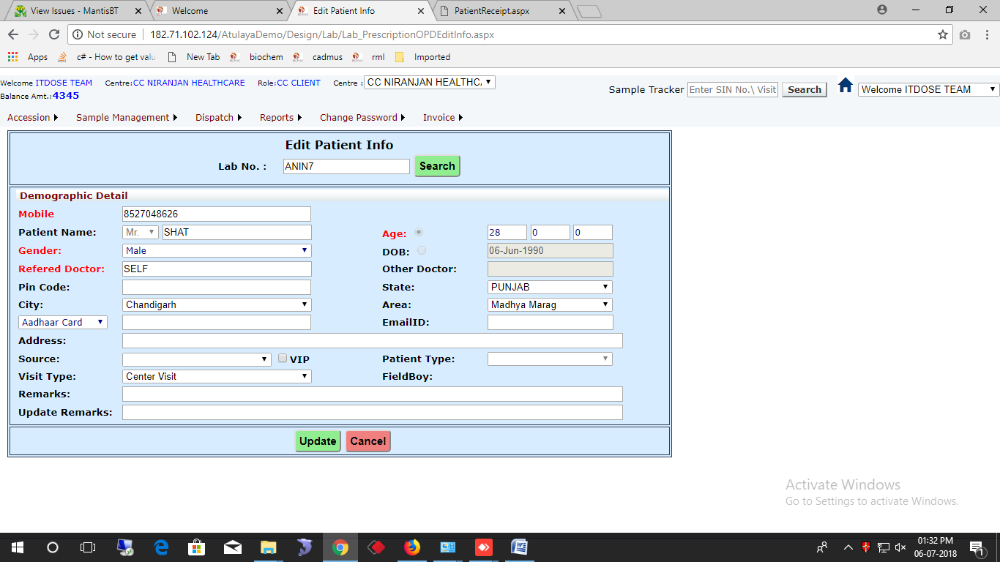 View Issues - MantisBT
Welcome
Edit Patient Info
PatientReceipt.aspx
Not secure 182.71.102.124/AtulayaDemo/Design/Lab/Lab_PrescriptionOPDEditInfo.aspx
Apps c# - How to get valu New Tab biochem cadmus rml Imported
Welcome ITDOSE TEAM Centre:CC NIRANJAN HEALTHCARE Role:CC CLIENT Centre : CC NIRANJAN HEALTHC
Balance Amt.:4345
Sample Tracker Enter SIN No.\ Visit Search Welcome ITDOSE TEAM
Accession Sample Management Dispatch Reports Change Password Invoice
Edit Patient Info
Lab No. : ANIN7 Search
Demographic Detail
Mobile 8527048626
Patient Name: Mr. SHAT Age: 28 0 0
Gender: Male DOB: 06-Jun-1990
Refered Doctor: SELF Other Doctor:
Pin Code: State: PUNJAB
City: Chandigarh Area: Madhya Marag
Aadhaar Card EmailID:
Address:
Source: VIP Patient Type:
Visit Type: Center Visit FieldBoy:
Remarks:
Update Remarks:
Update Cancel
Activate Windows
Go to Settings to activate Windows.
01:32 PM
06-07-2018
1